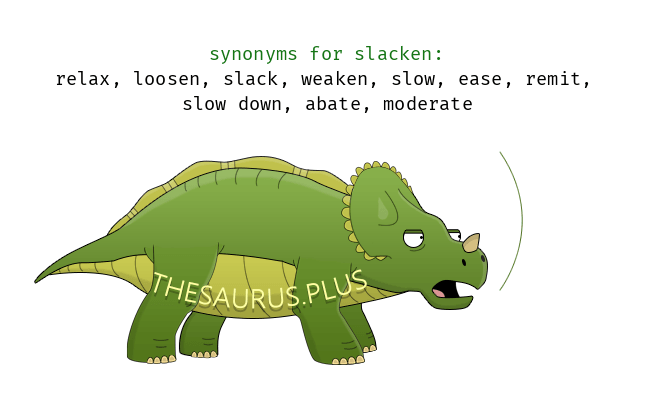 synonyms for slacken:
relax, loosen, slack, weaken, slow, ease, remit,
slow down, abate, moderate
THESAURUS.PLUS